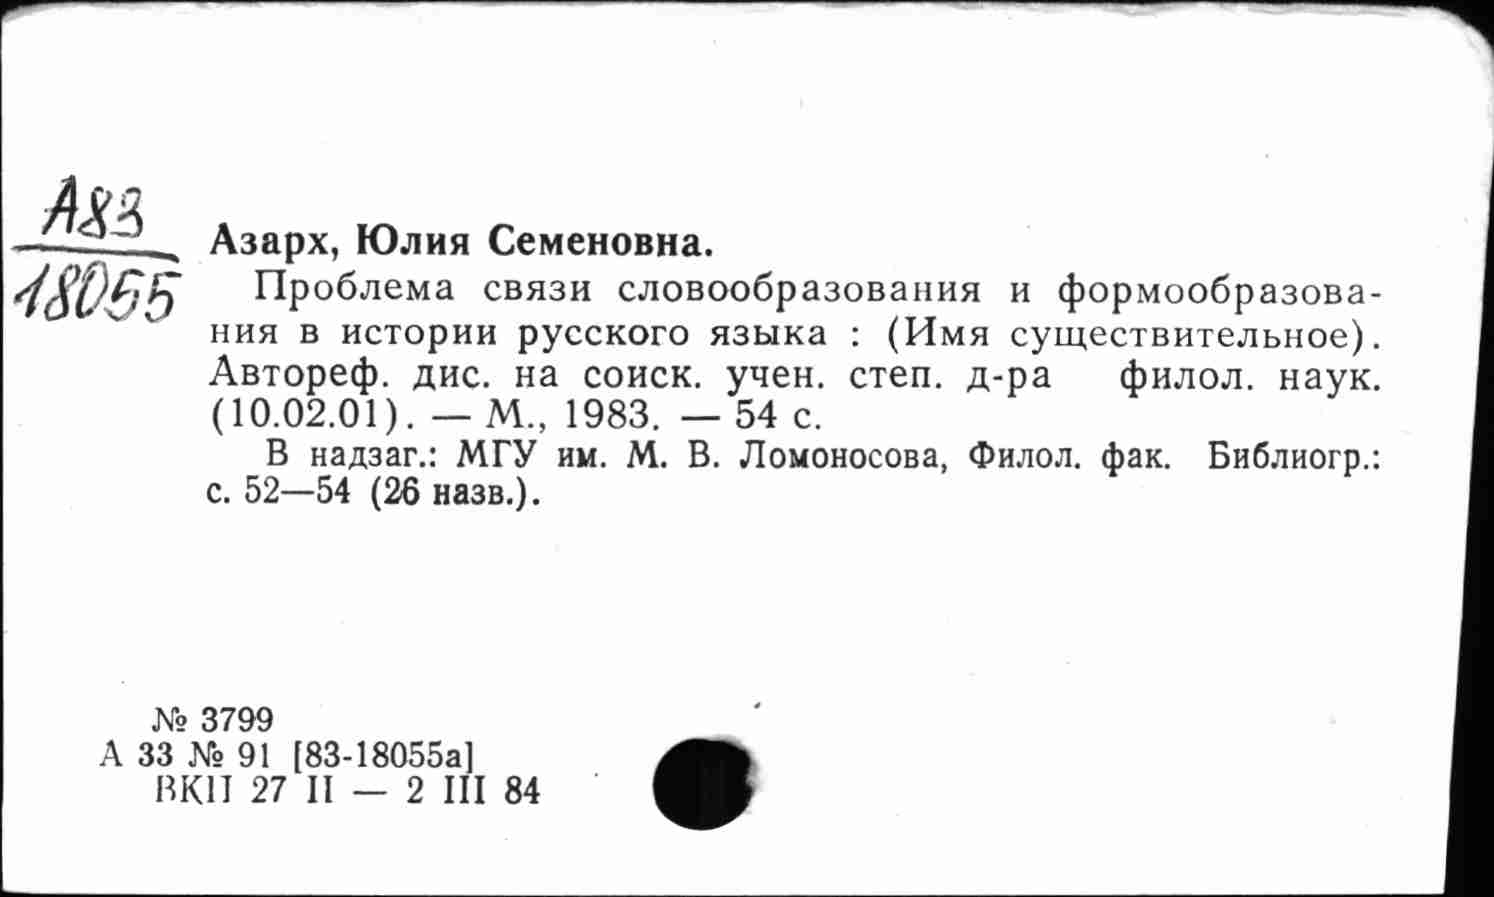 А83
18055
Азарх, Юлия Семеновна.
Проблема связи словообразования и формообразова-
ния в истории русского языка : (Имя существительное).
Автореф. дис. на соиск. учен. степ. д-ра филол. наук.
(10.02.01). — М., 1983. — 54 с.
В надзаг.: МГУ им. М. В. Ломоносова, Филол. фак. Библиогр.:
с. 52—54 (26 назв.).
№ 3799
А 33 № 91 [83-18055а]
ВКП 27 II — 2 III 84